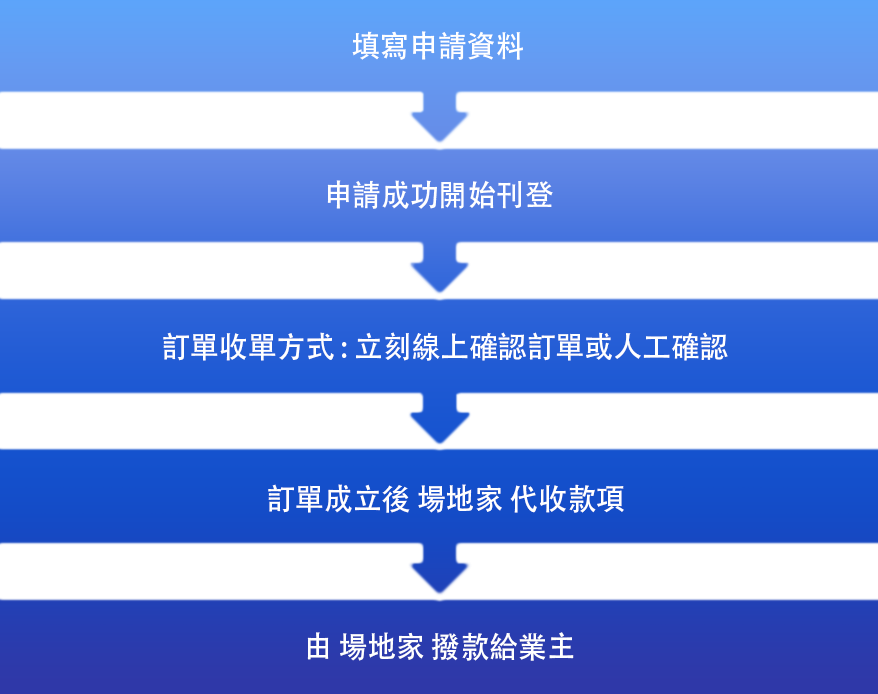 填寫申請資料
申請成功開始刊登
訂單收單方式 : 立刻線上確認訂單或人工確認
訂單成立後 場地家 代收款項
由 場地家 撥款給業主